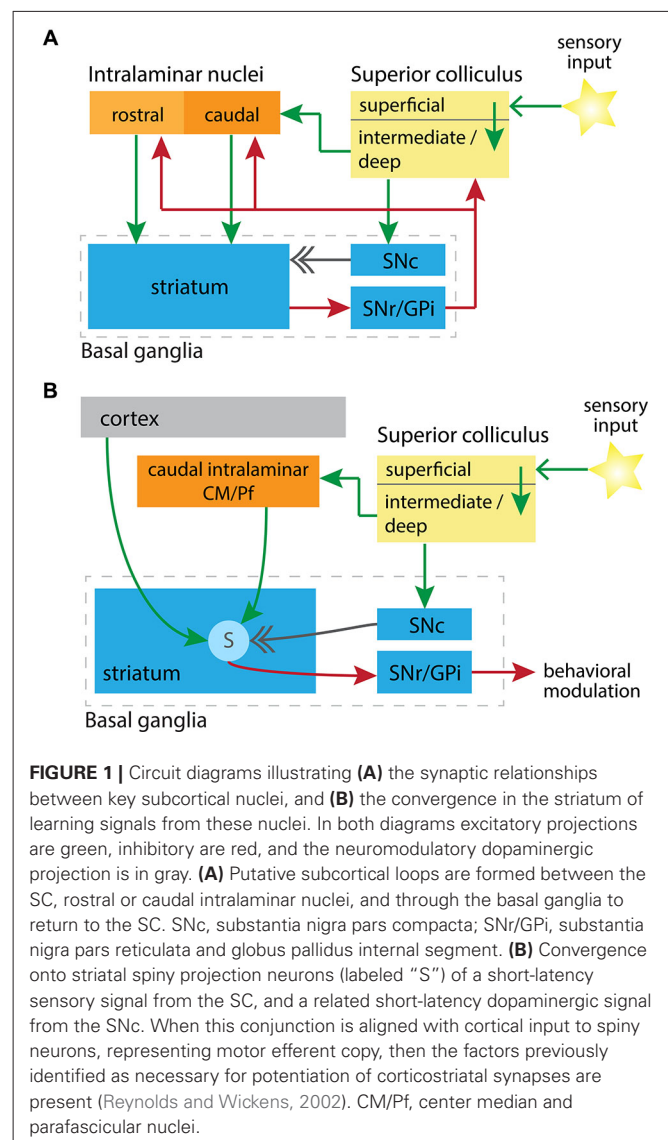 A
sensory
input
Intralaminar nuclei
Superior colliculus
rostral
caudal
superficial
intermediate /
deep
striatum
SNc
SNr/GPi
Basal ganglia
B
cortex
sensory
input
Superior colliculus
caudal intralaminar
CM/Pf
superficial
intermediate /
deep
S
striatum
SNc
SNr/GPi
behavioral
modulation
Basal ganglia
FIGURE 1 | Circuit diagrams illustrating (A) the synaptic relationships
between key subcortical nuclei, and (B) the convergence in the striatum of
learning signals from these nuclei. In both diagrams excitatory projections
are green, inhibitory are red, and the neuromodulatory dopaminergic
projection is in gray. (A) Putative subcortical loops are formed between the
SC, rostral or caudal intralaminar nuclei, and through the basal ganglia to
return to the SC. SNc, substantia nigra pars compacta; SNr/GPi, substantia
nigra pars reticulata and globus pallidus internal segment. (B) Convergence
onto striatal spiny projection neurons (labeled “S”) of a short-latency
sensory signal from the SC, and a related short-latency dopaminergic signal
from the SNc. When this conjunction is aligned with cortical input to spiny
neurons, representing motor efferent copy, then the factors previously
identified as necessary for potentiation of corticostriatal synapses are
present (Reynolds and Wickens, 2002). CM/Pf, center median and
parafascicular nuclei.